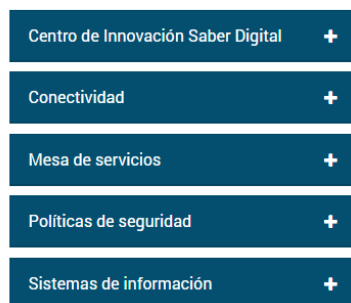 Centro de Innovación Saber Digital +
Conectividad +
Mesa de servicios +
Políticas de seguridad +
Sistemas de información +